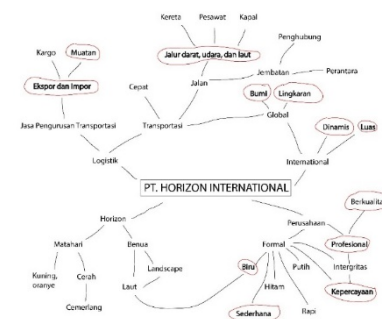 Kereta Pesawat Kapal
Penghubung
Kargo Muatan
Jalur darat, udara, dan laut
Jembatan Perantara
Ekspor dan Impor
Cepat
Jalan
Bumi Lingkaran
Jasa Pengurusan Transportasi
Transportasi
Global
Dinamis Luas
Logistik
International
PT. HORIZON INTERNATIONAL
Berkualita
Horizon
Perusahaan
Matahari Benua
Formal Profesional
Kuning,
oranye
Cerah
Landscape
Laut
Biru
Putih
Intergritas
Cemerlang
Hitam
Kepercayaan
Sederhana
Rapi